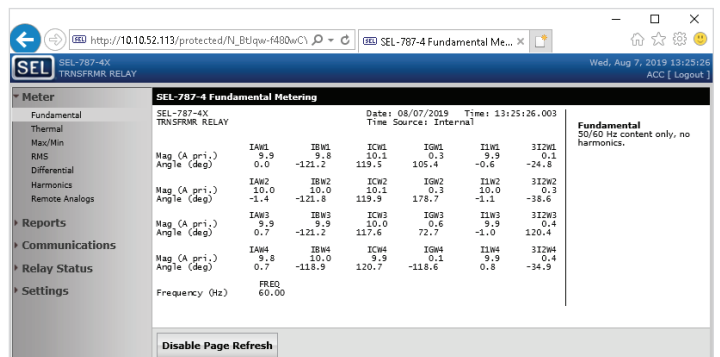 http://10.10.52.113/protected/N_BtJqw-f480wC\
SEL-787-4 Fundamental Me...
SEL
SEL-787-4X
TRNSFRMR RELAY
Wed, Aug 7, 2019 13:25:26
ACC [ Logout ]
Meter
Fundamental
Thermal
Max/Min
RMS
Differential
Harmonics
Remote Analogs
Reports
Communications
Relay Status
Settings
SEL-787-4 Fundamental Metering
SEL-787-4X Date: 08/07/2019 Time: 13:25:26.003
TRNSFRMR RELAY Time Source: Internal
IAW1 IBW1 ICW1 IGW1 I1W1 3I2W1
Mag (A pri.) 9.9 9.8 10.1 0.3 9.9 0.1
Angle (deg) 0.0 -121.2 119.5 105.4 -0.6 -24.8
IAW2 IBW2 ICW2 IGW2 I1W2 3I2W2
Mag (A pri.) 10.0 10.0 10.1 0.3 10.0 0.3
Angle (deg) -1.4 -121.8 119.9 178.7 -1.1 -38.6
IAW3 IBW3 ICW3 IGW3 I1W3 3I2W3
Mag (A pri.) 9.9 9.9 10.0 0.6 9.9 0.4
Angle (deg) 0.7 -121.2 117.6 72.7 -1.0 120.4
IAW4 IBW4 ICW4 IGW4 I1W4 3I2W4
Mag (A pri.) 9.8 10.0 9.9 0.1 9.9 0.4
Angle (deg) 0.7 -118.9 120.7 -118.6 0.8 -34.9
FREQ
Frequency (Hz) 60.00
Fundamental
50/60 Hz content only, no
harmonics.
Disable Page Refresh